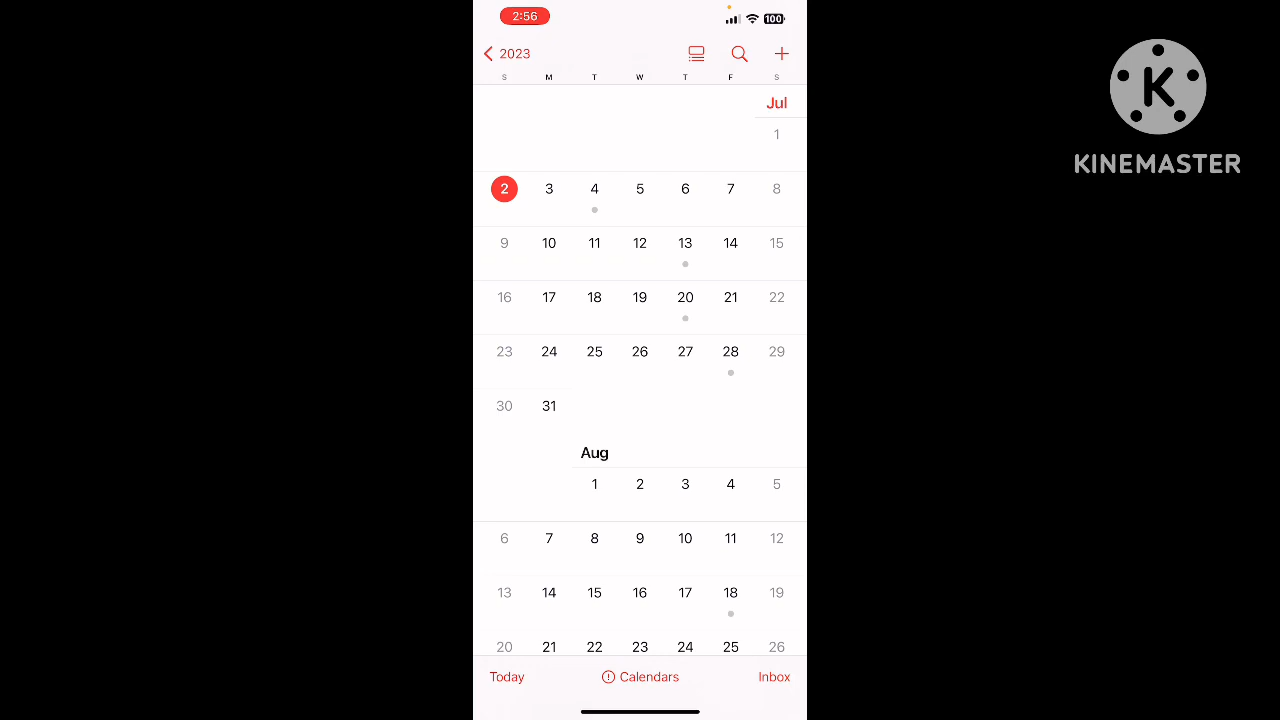 2:56
100
2023
S M T W T F S
Jul
1
2 3 4 5 6 7 8
9 10 11 12 13 14 15
16 17 18 19 20 21 22
23 24 25 26 27 28 29
30 31
Aug
1 2 3 4 5
6 7 8 9 10 11 12
13 14 15 16 17 18 19
20 21 22 23 24 25 26
Today Calendars Inbox
K
KINEMASTER